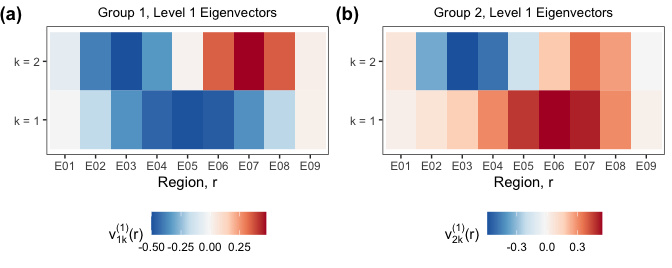 (a) Group 1, Level 1 Eigenvectors
k = 2
k = 1
E01 E02 E03 E04 E05 E06 E07 E08 E09
Region, r
v_{1k}^{(1)}(r)
-0.50 -0.25 0.00 0.25
(b) Group 2, Level 1 Eigenvectors
k = 2
k = 1
E01 E02 E03 E04 E05 E06 E07 E08 E09
Region, r
v_{2k}^{(1)}(r)
-0.3 0.0 0.3